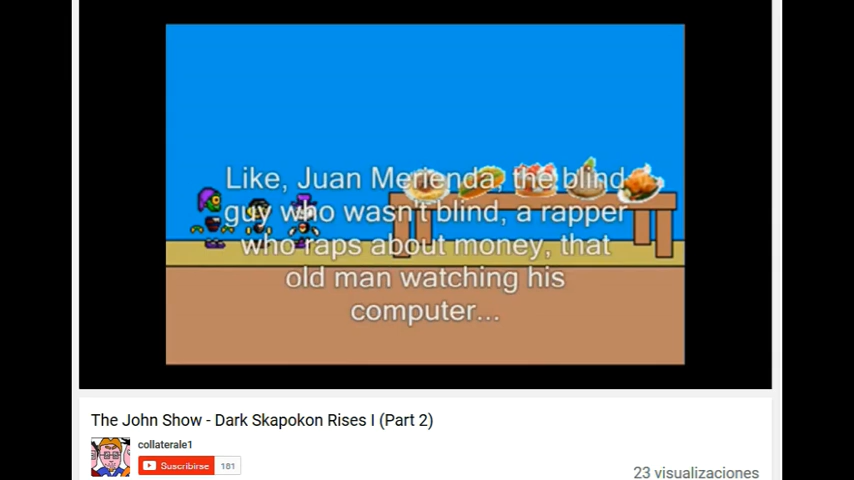 Like, Juan Merienda, the blind
guy who wasn't blind, a rapper
who raps about money, that
old man watching his
computer...
The John Show - Dark Skapokon Rises I (Part 2)
collaterale1
Suscribirse 181
23 visualizaciones